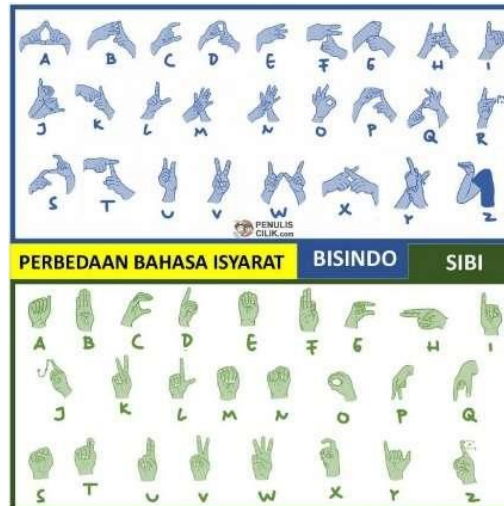 A B C D E F G H I
J K L M N O P Q R
S T U V W X Y Z
PENULIS
CILIK.com
PERBEDAAN BAHASA ISYARAT BISINDO SIBI
A B C D E F G H I
J K L M N O P Q
S T U V W X Y Z